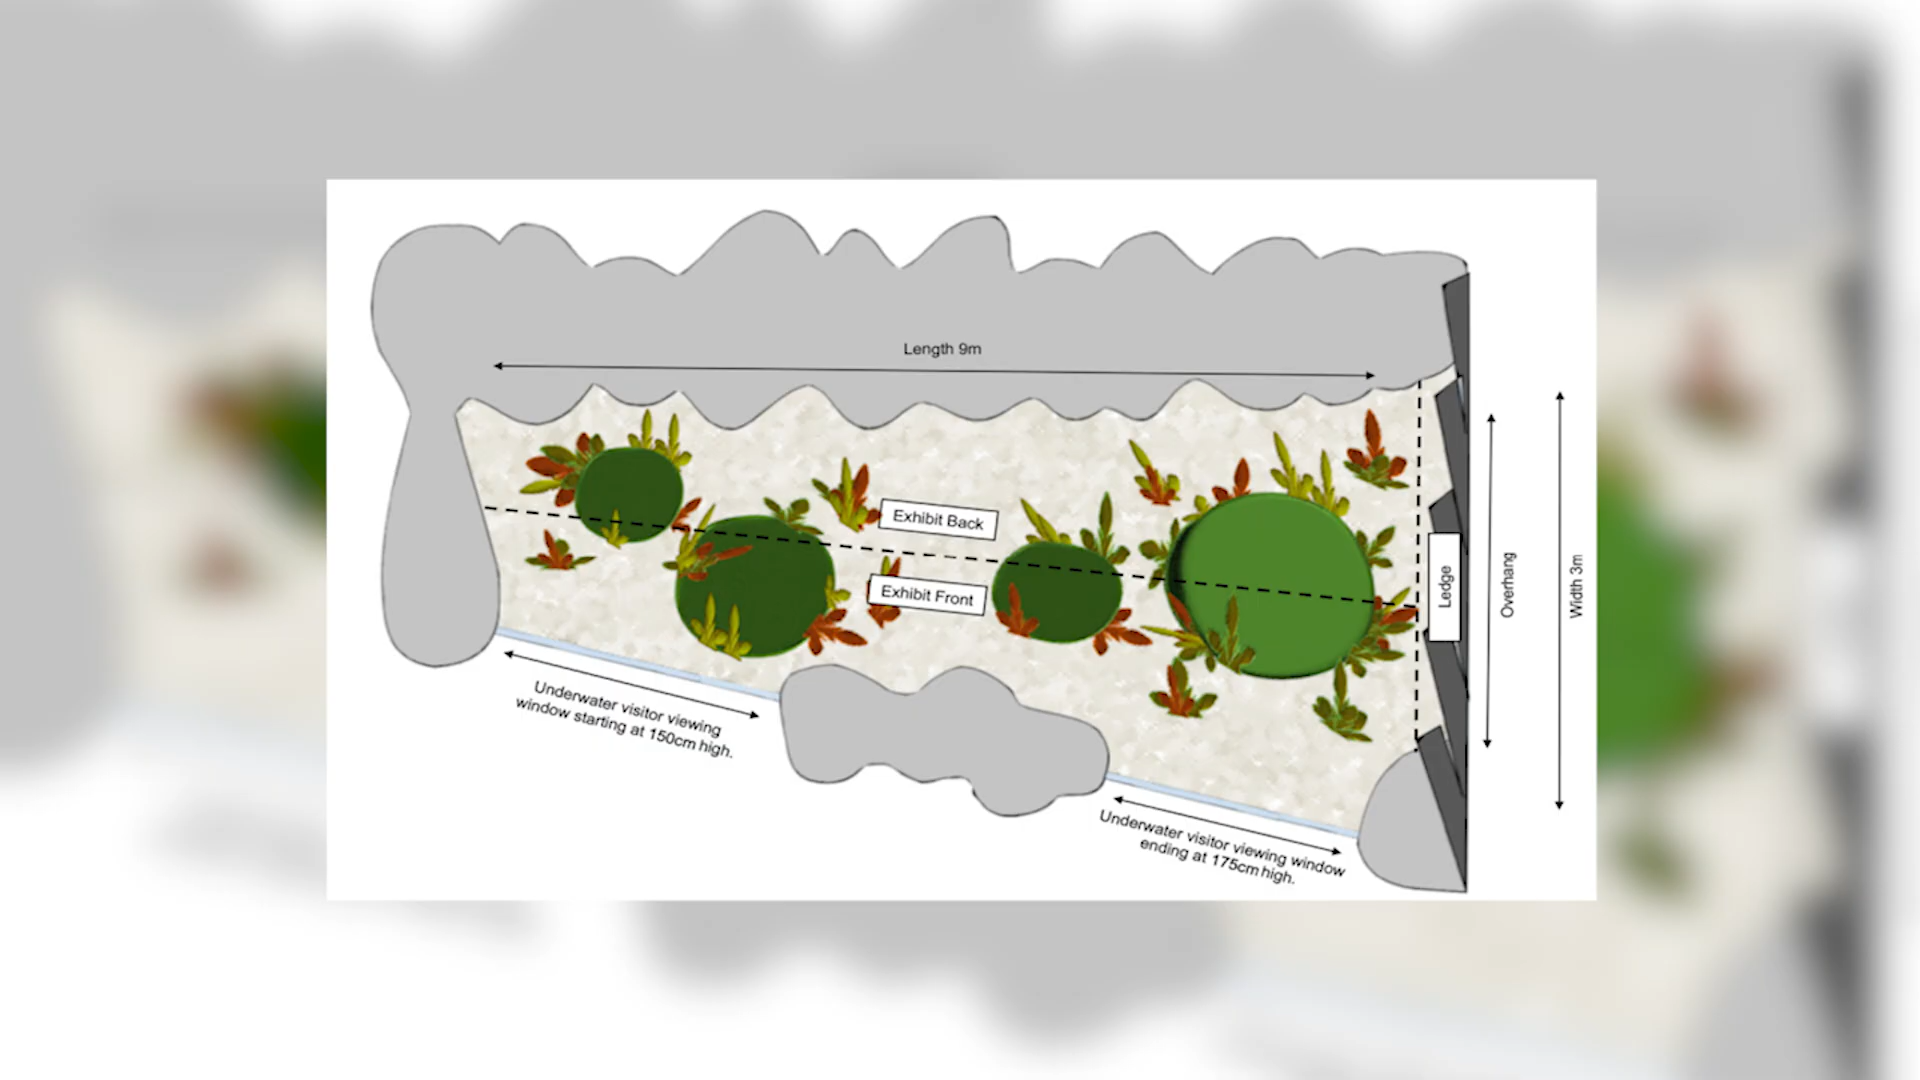 Length 9m
Exhibit Back
Exhibit Front
Ledge
Overhang
Width 3m
Underwater visitor viewing
window starting at 150cm high.
Underwater visitor viewing window
ending at 175cm high.